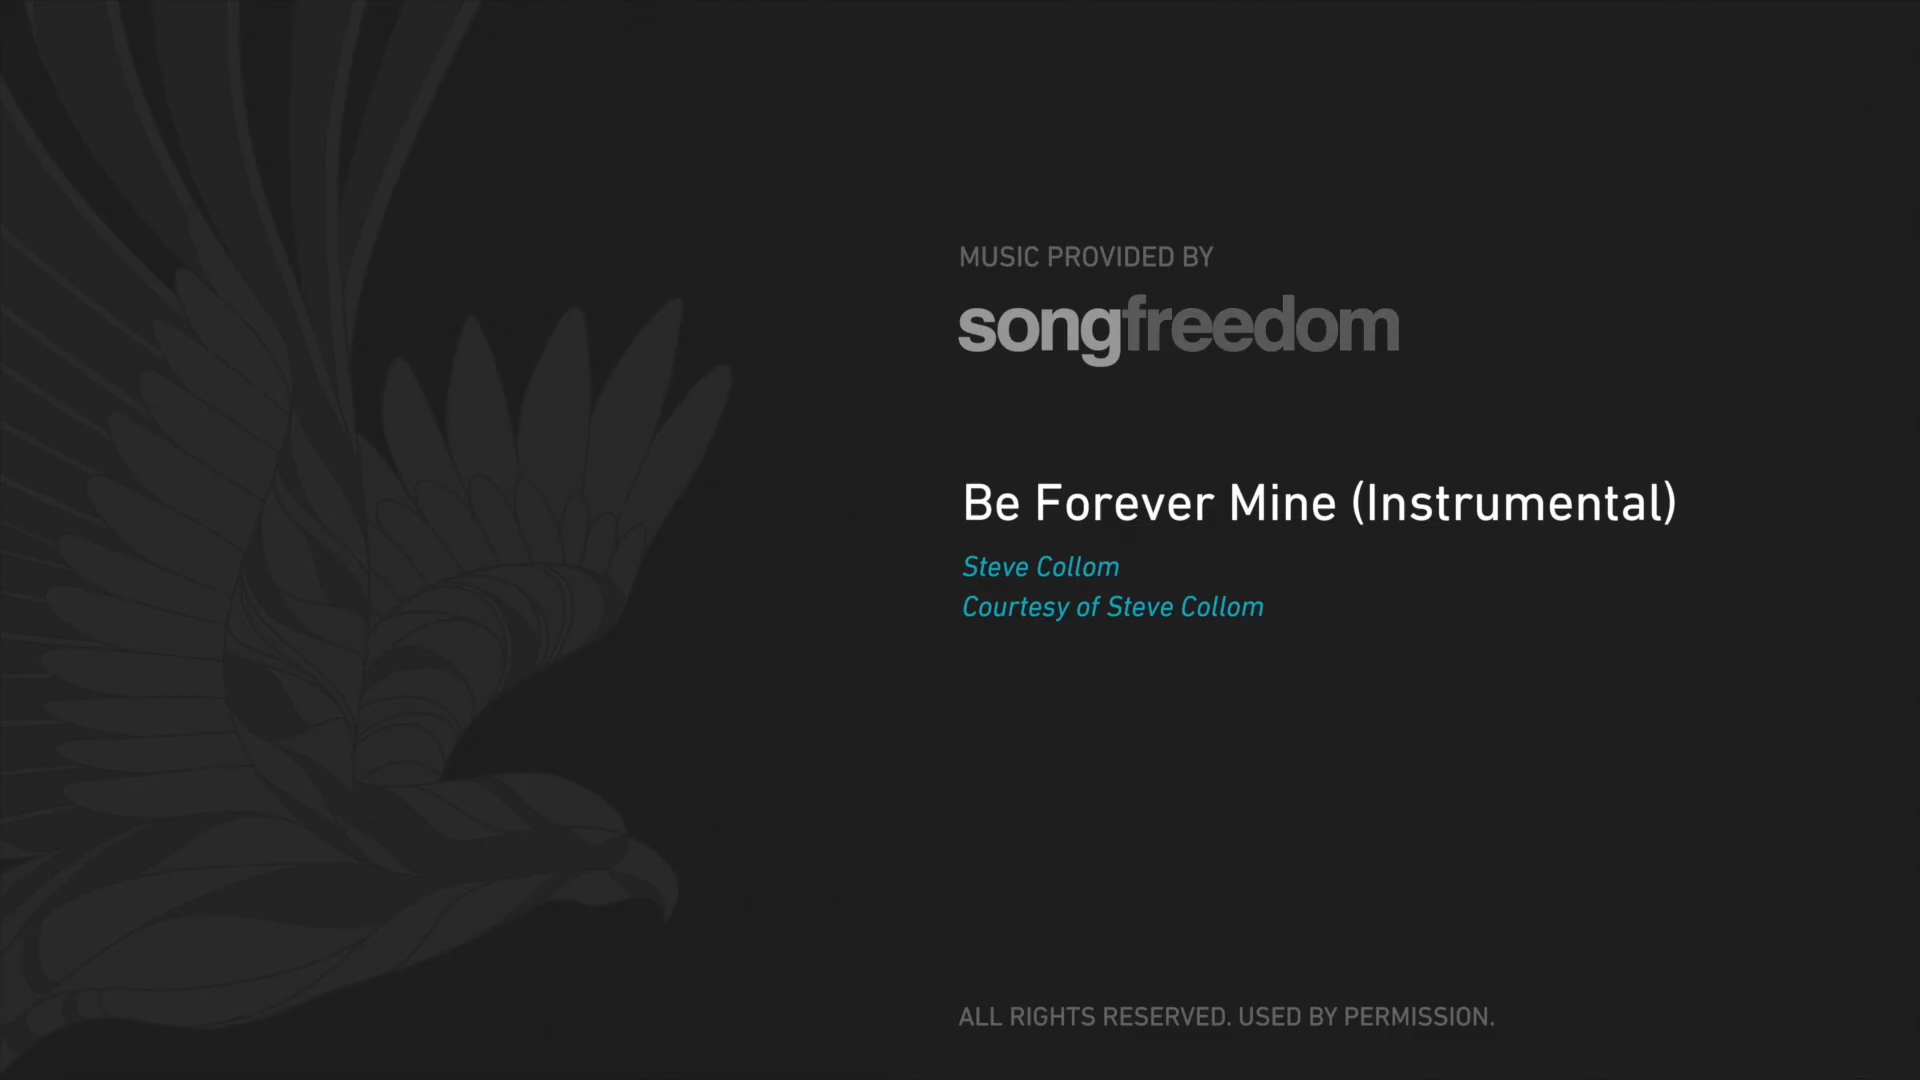 MUSIC PROVIDED BY
songfreedom
Be Forever Mine (Instrumental)
Steve Collom
Courtesy of Steve Collom
ALL RIGHTS RESERVED. USED BY PERMISSION.